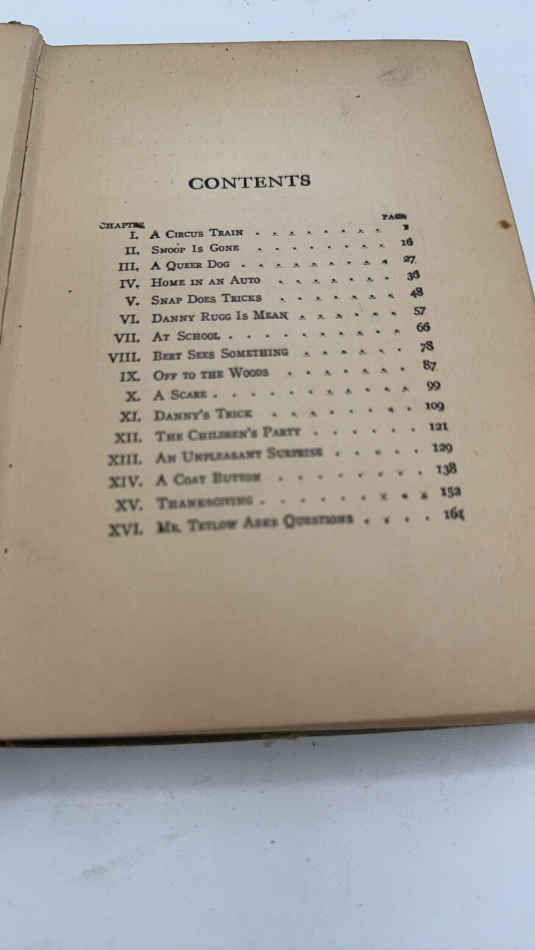 CONTENTS
CHAPTER PAGE
I. A Circus Train . . . . . . . . 1
II. Snoop Is Gone . . . . . . . . 16
III. A Queer Dog . . . . . . . . 27
IV. Home in an Auto . . . . . . 36
V. Snap Does Tricks . . . . . . 48
VI. Danny Rugg Is Mean . . . . . 57
VII. At School . . . . . . . . . 66
VIII. Bert Sees Something . . . . . 78
IX. Off to the Woods . . . . . . 87
X. A Scare . . . . . . . . . . 99
XI. Danny's Trick . . . . . . . 109
XII. The Children's Party . . . . . 121
XIII. An Unpleasant Surprise . . . . . 129
XIV. A Coat Button . . . . . . . 138
XV. Thanksgiving . . . . . . . . 152
XVI. Mr. Tetlow Asks Questions . . . . 161